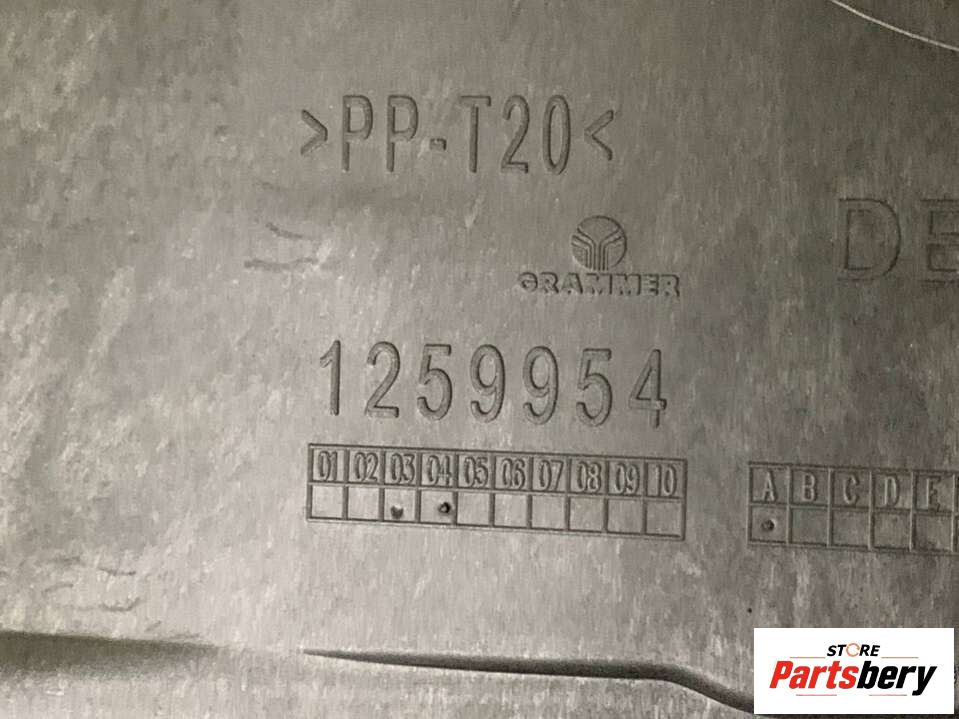 >PP-T20<
DE
GRAMMER
1259954
01 02 03 04 05 06 07 08 09 10
A B C D E
STORE
Partsbery